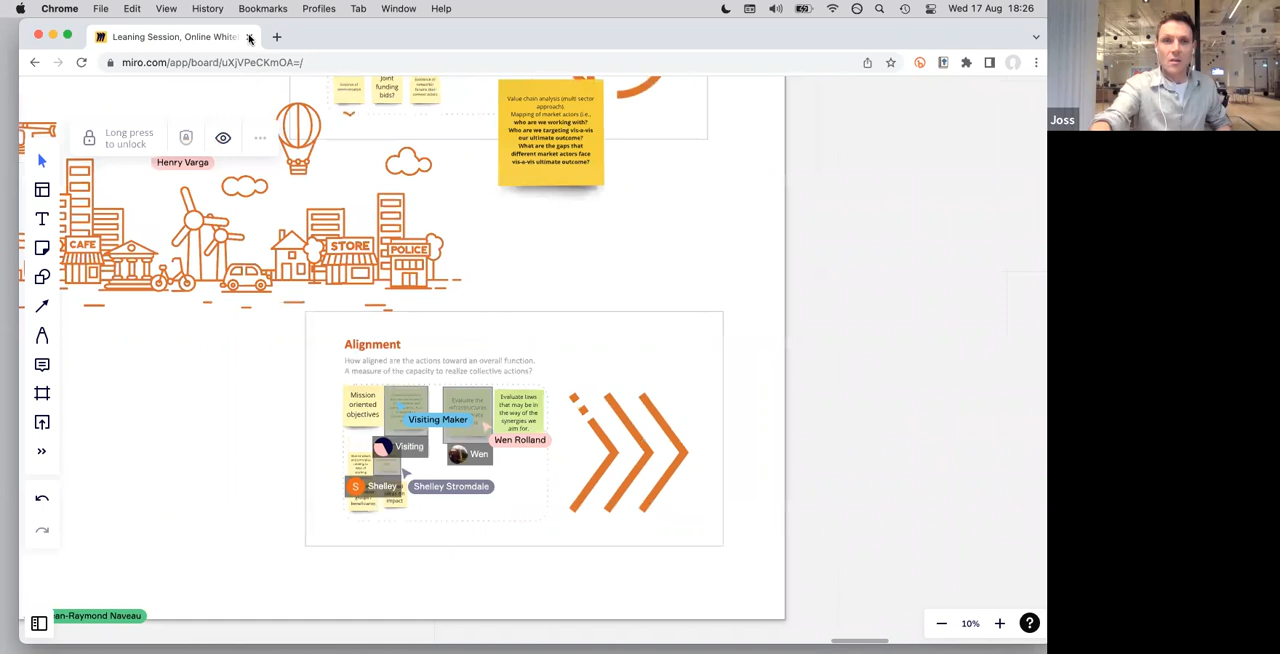 Chrome File Edit View History Bookmarks Profiles Tab Window Help
Wed 17 Aug 18:26
Leaning Session, Online White
miro.com/app/board/uXjVPeCKmOA=/
Joss
Joint
funding
bids?
Value chain analysis (multi sector
approach).
Mapping of market actors (i.e.,
who are we working with?
Who are we targeting vis-a-vis
our ultimate outcome?
What are the gaps that
different market actors face
vis-a-vis ultimate outcome?
Long press
to unlock
Henry Varga
CAFE
STORE
POLICE
Alignment
How aligned are the actions toward an overall function.
A measure of the capacity to realize collective actions?
Mission
oriented
objectives
Evaluate the
Evaluate laws
that may be in
the way of the
synergies we
aim for.
Visiting Maker
Wen Rolland
Visiting
Wen
S Shelley
Shelley Stromdale
impact
an-Raymond Naveau
10%